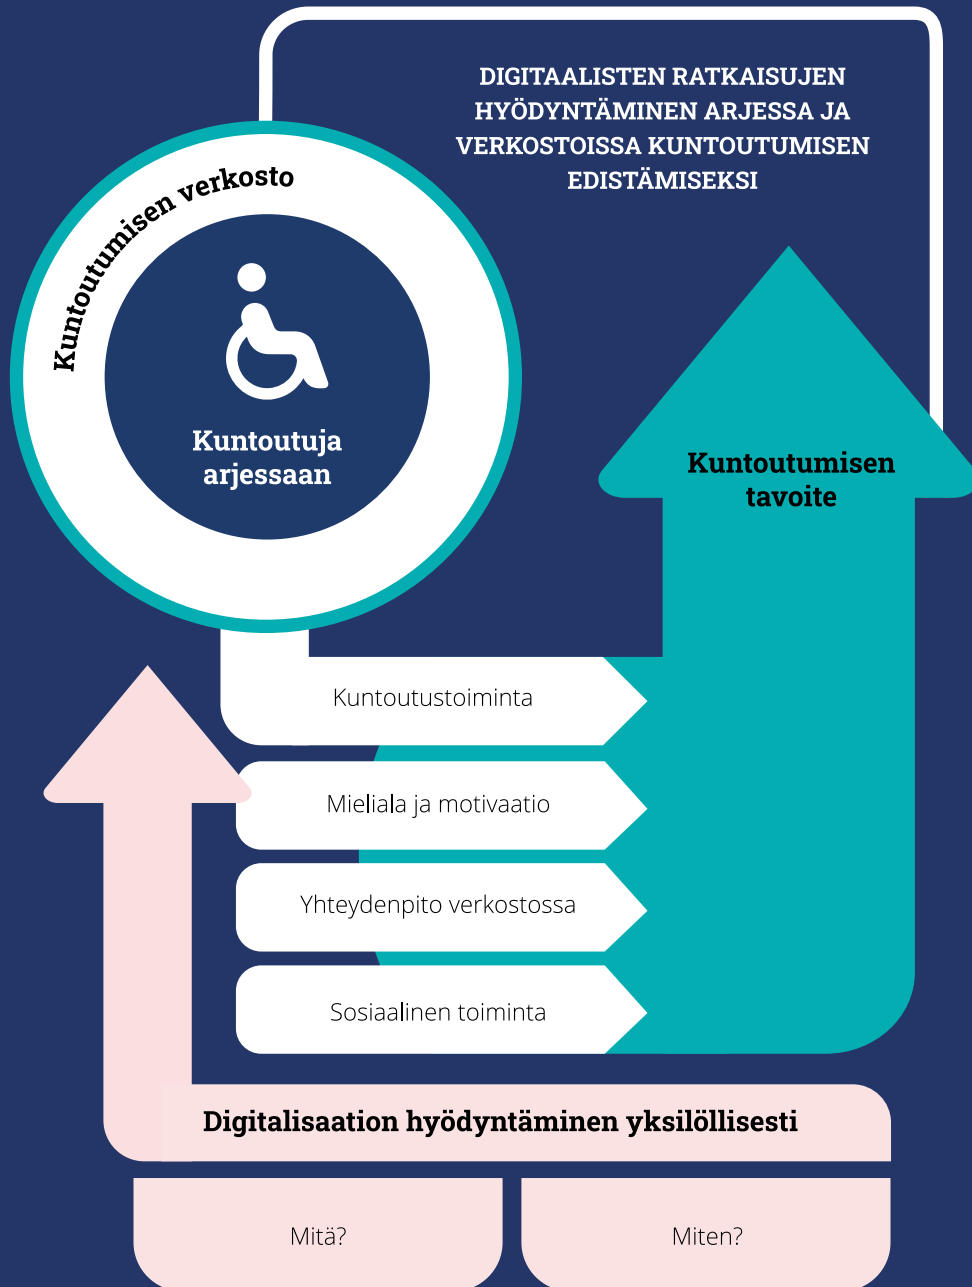 DIGITAALISTEN RATKAISUJEN
HYÖDYNTÄMINEN ARJESSA JA
VERKOSTOISSA KUNTOUTUMISEN
EDISTÄMISEKSI
Kuntoutumisen verkosto
Kuntoutuja
arjessaan
Kuntoutumisen
tavoite
Kuntoutustoiminta
Mieliala ja motivaatio
Yhteydenpito verkostossa
Sosiaalinen toiminta
Digitalisaation hyödyntäminen yksilöllisesti
Mitä?
Miten?